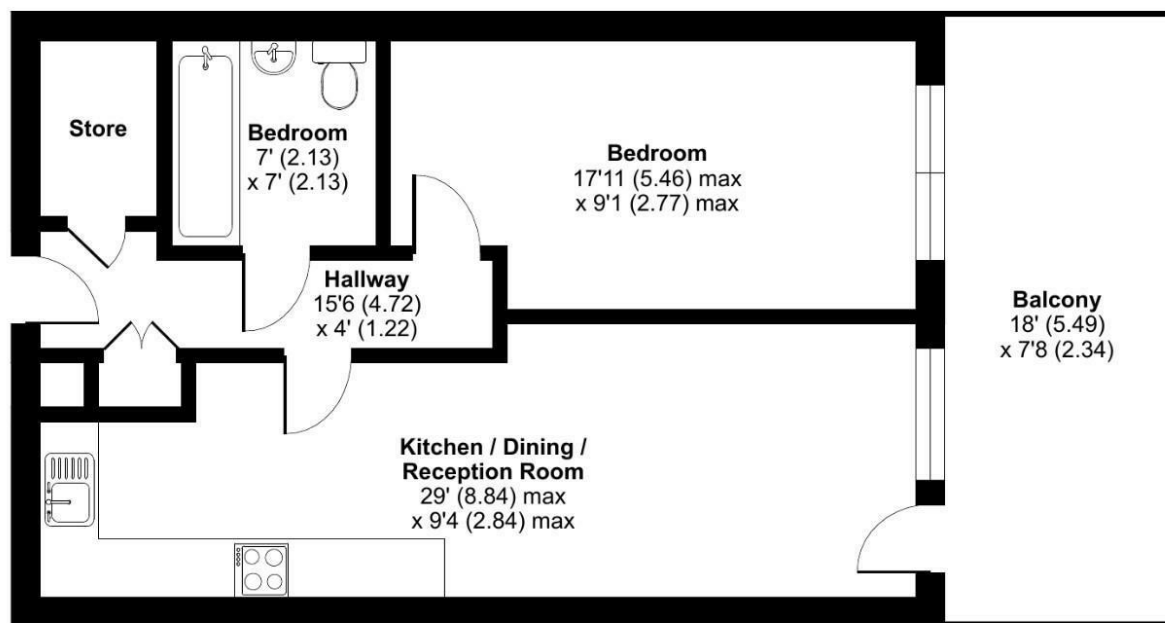 Store
Bedroom
7' (2.13)
x 7' (2.13)
Bedroom
17'11 (5.46) max
x 9'1 (2.77) max
Hallway
15'6 (4.72)
x 4' (1.22)
Balcony
18' (5.49)
x 7'8 (2.34)
Kitchen / Dining /
Reception Room
29' (8.84) max
x 9'4 (2.84) max